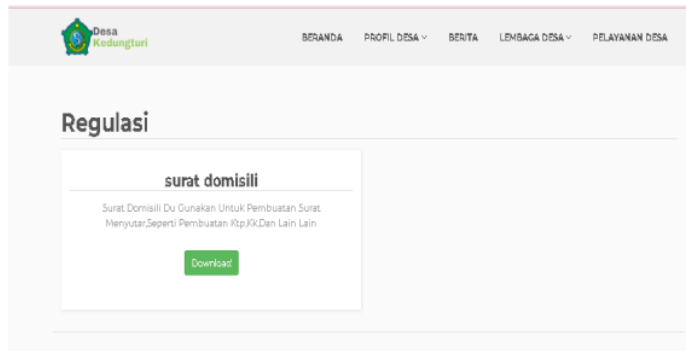 Desa
Kedungturi
BERANDA PROFIL DESA BERITA LEMBAGA DESA PELAYANAN DESA
Regulasi
surat domisili
Surat Domisili Du Gunakan Untuk Pembuatan Surat
Menyutar,Seperti Pembuatan Ktp,Kk,Dan Lain Lain
Download!